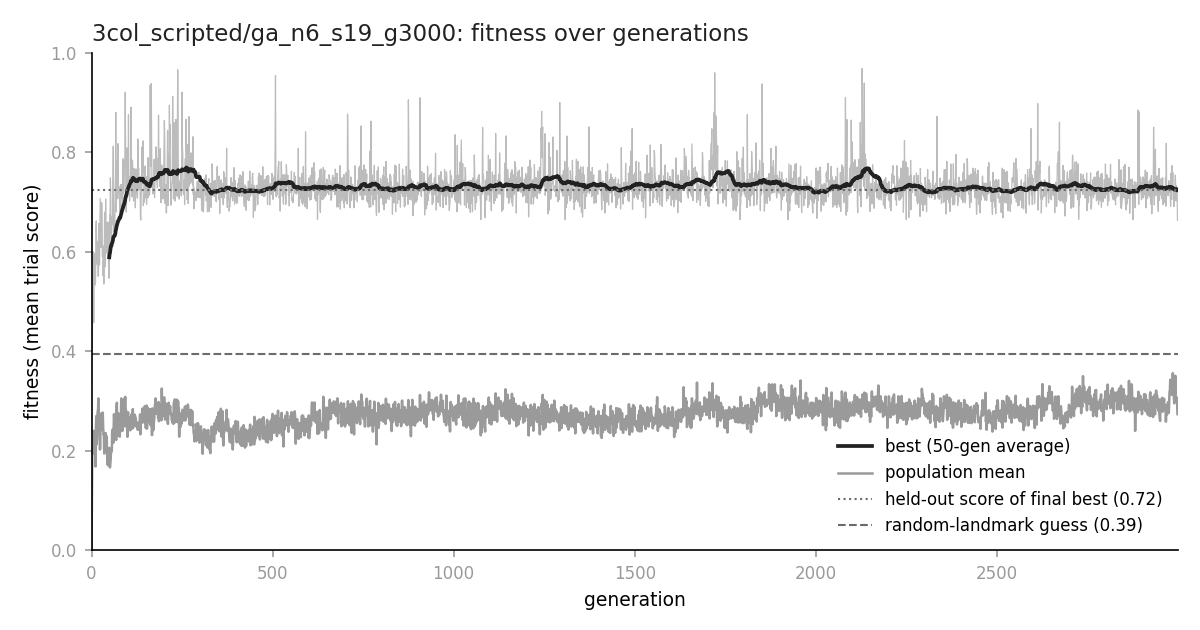 3col_scripted/ga_n6_s19_g3000: fitness over generations
1.0
0.8
0.6
0.4
0.2
0.0
fitness (mean trial score)
best (50-gen average)
population mean
held-out score of final best (0.72)
random-landmark guess (0.39)
0 500 1000 1500 2000 2500
generation